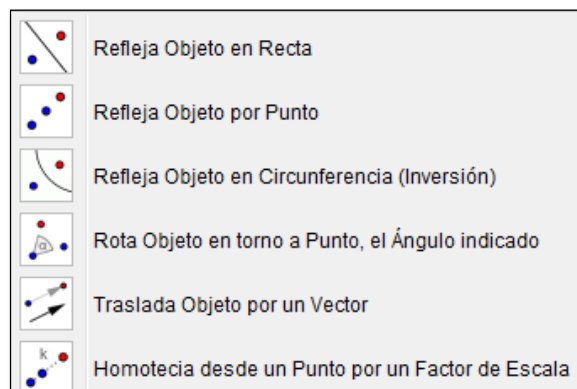 Refleja Objeto en Recta
Refleja Objeto por Punto
Refleja Objeto en Circunferencia (Inversión)
α
Rota Objeto en torno a Punto, el Ángulo indicado
Traslada Objeto por un Vector
k
Homotecia desde un Punto por un Factor de Escala